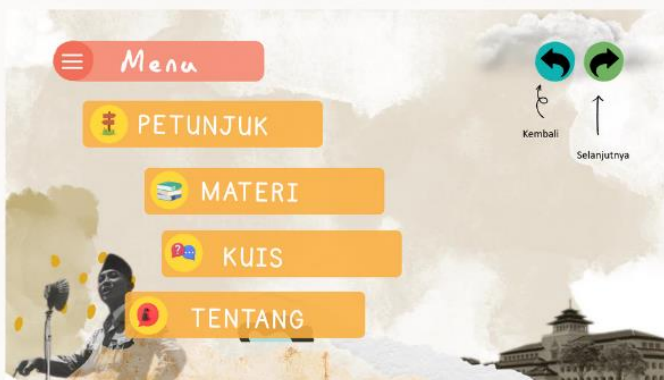 Menu
PETUNJUK
MATERI
KUIS
TENTANG
Kembali
Selanjutnya